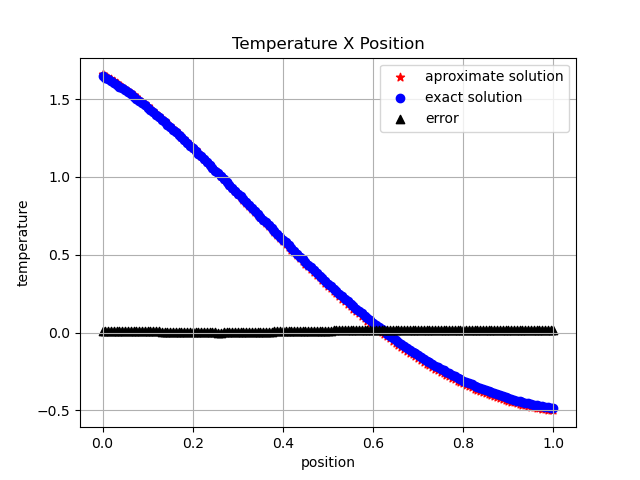 Temperature X Position
aproximate solution
exact solution
error
temperature
1.5
1.0
0.5
0.0
−0.5
0.0 0.2 0.4 0.6 0.8 1.0
position